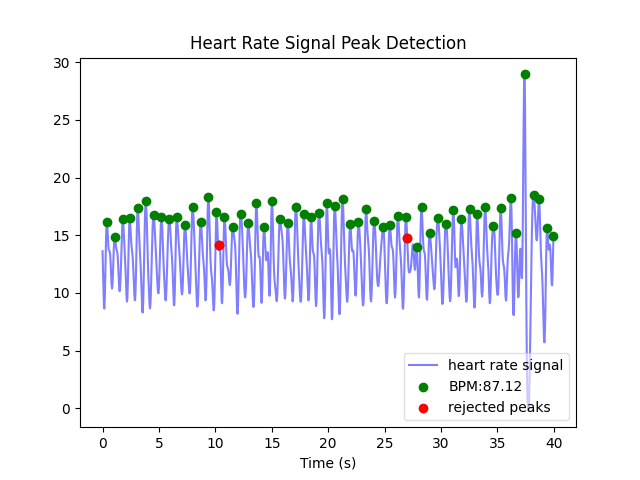 Heart Rate Signal Peak Detection
30
25
20
15
10
5
0
heart rate signal
BPM:87.12
rejected peaks
0 5 10 15 20 25 30 35 40
Time (s)